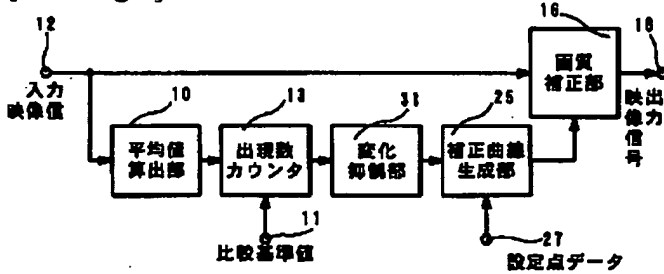 12
16
18
画質
補正部
入力
映像信
出力
映像信号
10
13
31
25
平均値
算出部
出現数
カウンタ
変化
抑制部
補正曲線
生成部
11
比較基準値
27
設定点データ